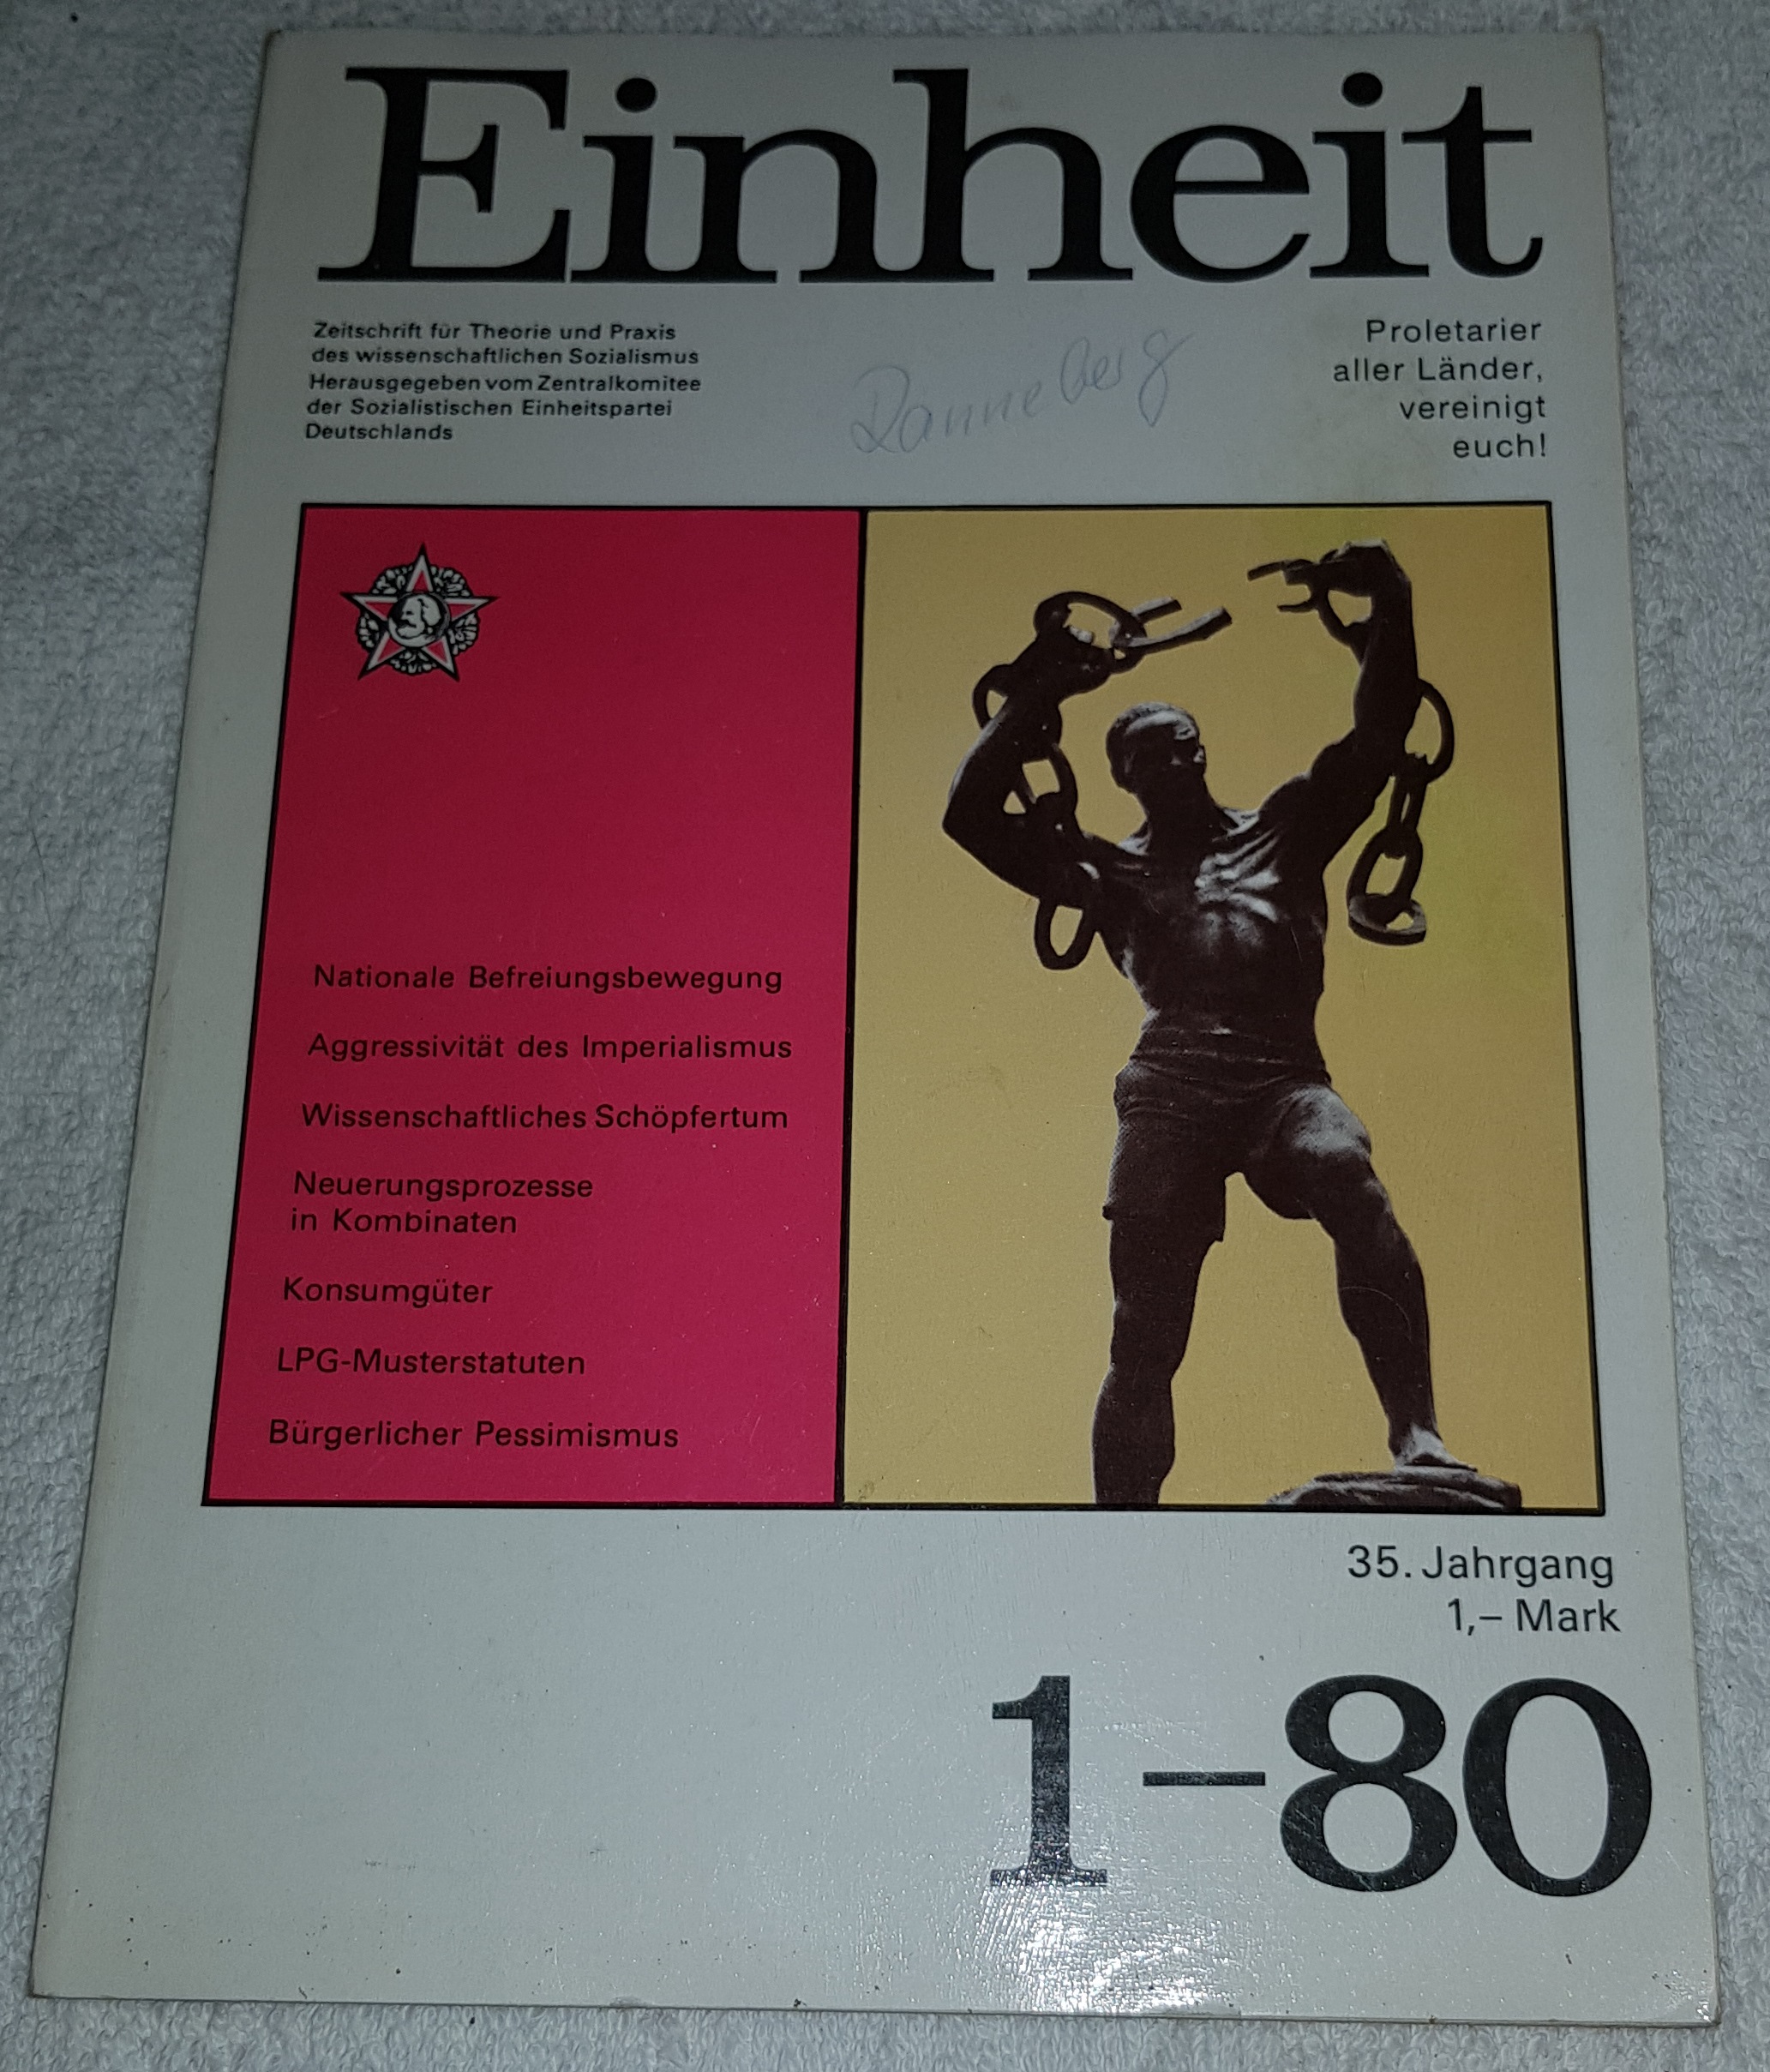 Einheit
Zeitschrift für Theorie und Praxis
des wissenschaftlichen Sozialismus
Herausgegeben vom Zentralkomitee
der Sozialistischen Einheitspartei
Deutschlands
Ranneberg
Proletarier
aller Länder,
vereinigt
euch!
Nationale Befreiungsbewegung
Aggressivität des Imperialismus
Wissenschaftliches Schöpfertum
Neuerungsprozesse
in Kombinaten
Konsumgüter
LPG-Musterstatuten
Bürgerlicher Pessimismus
35. Jahrgang
1,– Mark
1–80